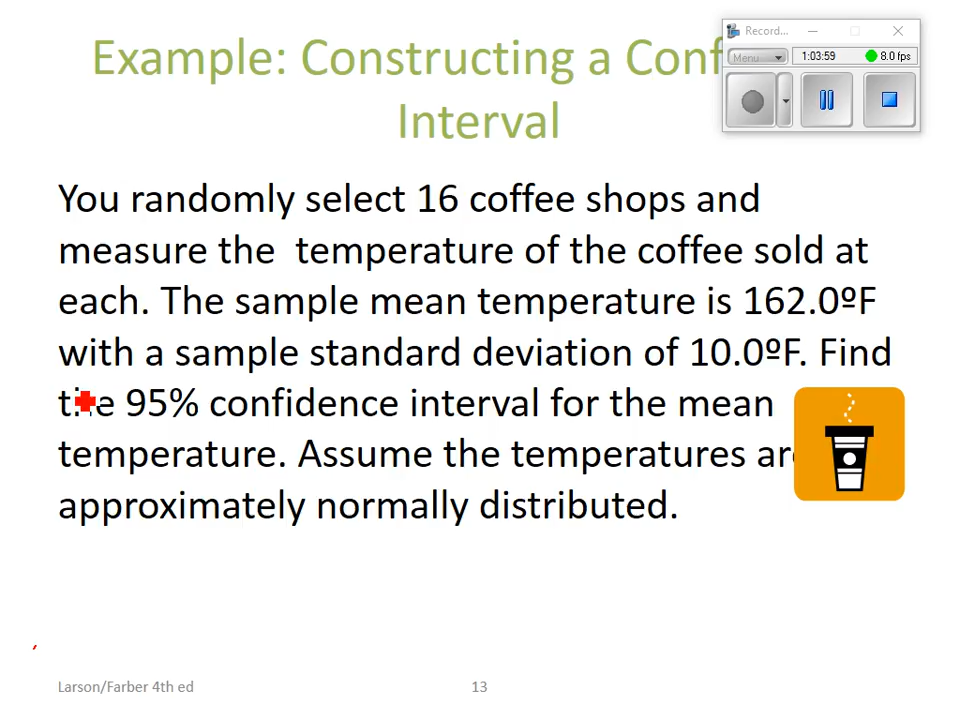 Example: Constructing a Conf
Interval
Record...
Menu
1:03:59
8.0 fps
You randomly select 16 coffee shops and
measure the temperature of the coffee sold at
each. The sample mean temperature is 162.0ºF
with a sample standard deviation of 10.0ºF. Find
the 95% confidence interval for the mean
temperature. Assume the temperatures are
approximately normally distributed.
Larson/Farber 4th ed
13